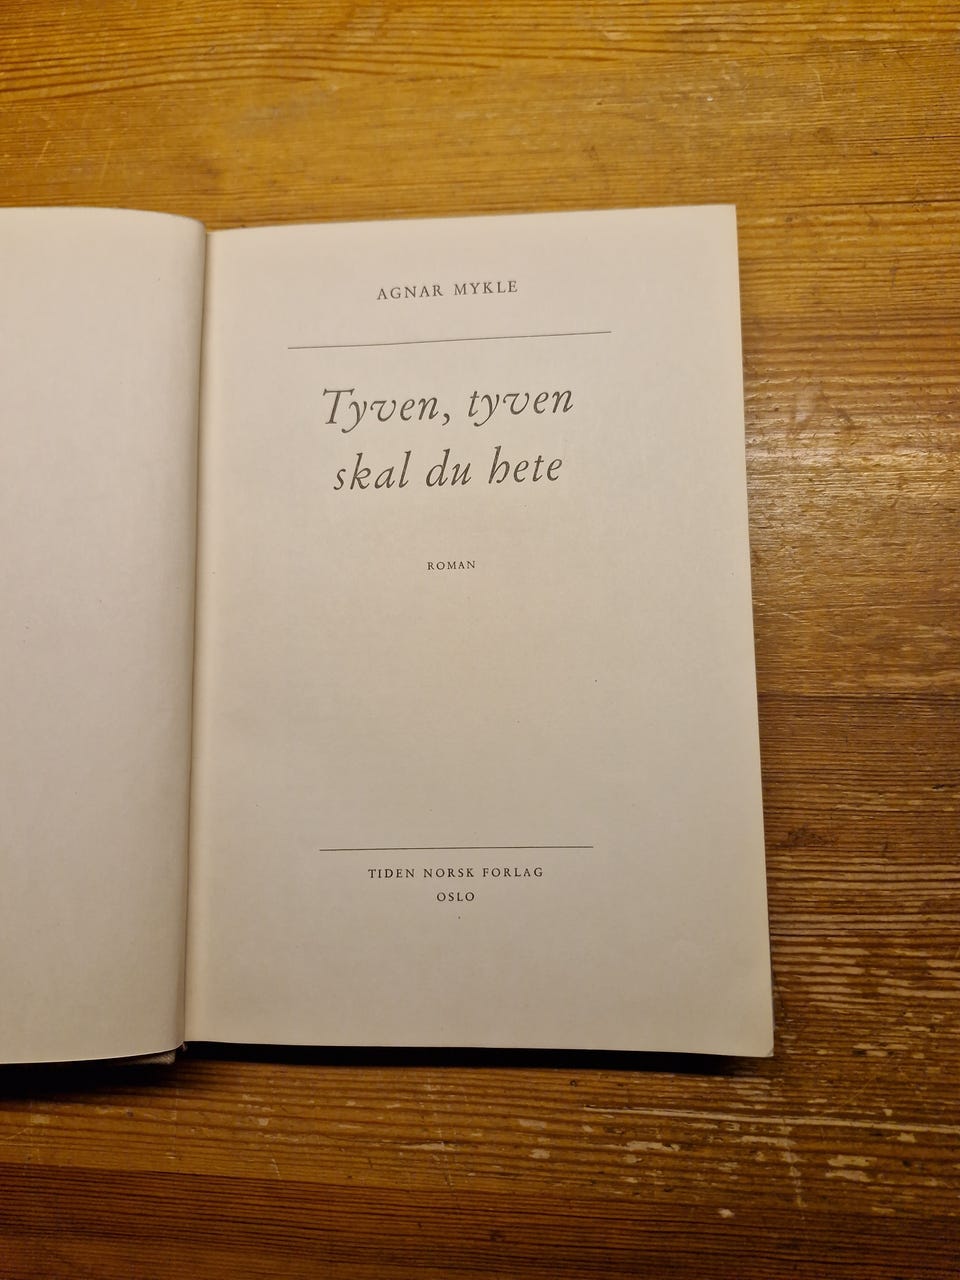 AGNAR MYKLE
Tyven, tyven
skal du hete
ROMAN
TIDEN NORSK FORLAG
OSLO